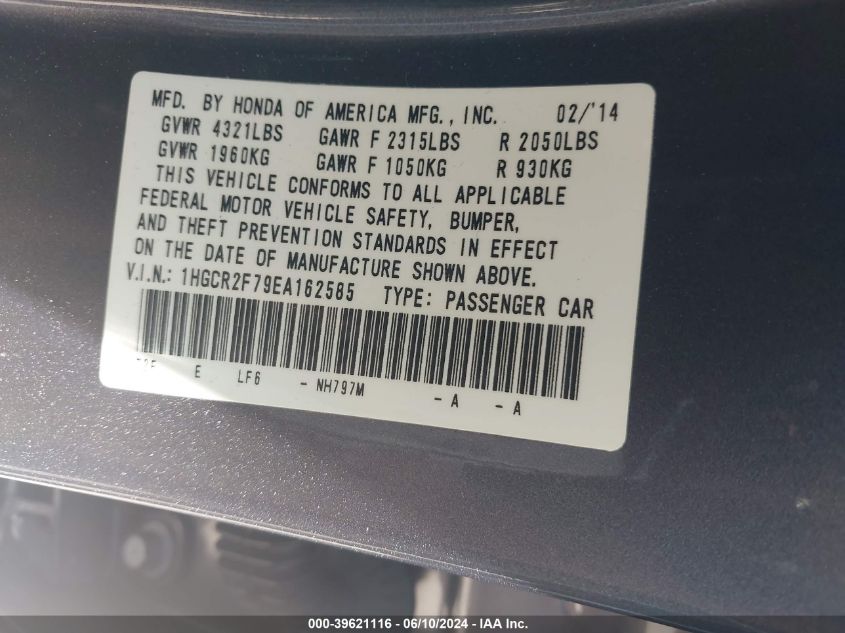 MFD. BY HONDA OF AMERICA MFG., INC. 02/'14
GVWR 4321LBS GAWR F 2315LBS R 2050LBS
GVWR 1960KG GAWR F 1050KG R 930KG
THIS VEHICLE CONFORMS TO ALL APPLICABLE
FEDERAL MOTOR VEHICLE SAFETY, BUMPER,
AND THEFT PREVENTION STANDARDS IN EFFECT
ON THE DATE OF MANUFACTURE SHOWN ABOVE.
V.I.N.: 1HGCR2F79EA162585 TYPE: PASSENGER CAR
E LF6 - NH797M - A - A
000-39621116 - 06/10/2024 - IAA Inc.